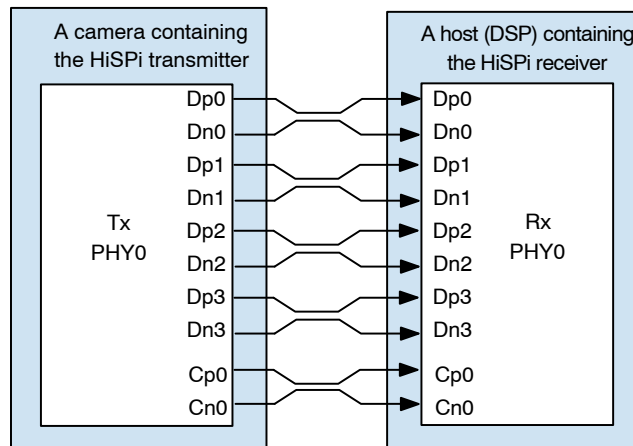 A camera containing
the HiSPi transmitter
A host (DSP) containing
the HiSPi receiver
Dp0
Dn0
Dp1
Dn1
Dp2
Dn2
Dp3
Dn3
Cp0
Cn0
Tx
PHY0
Dp0
Dn0
Dp1
Dn1
Dp2
Dn2
Dp3
Dn3
Cp0
Cn0
Rx
PHY0